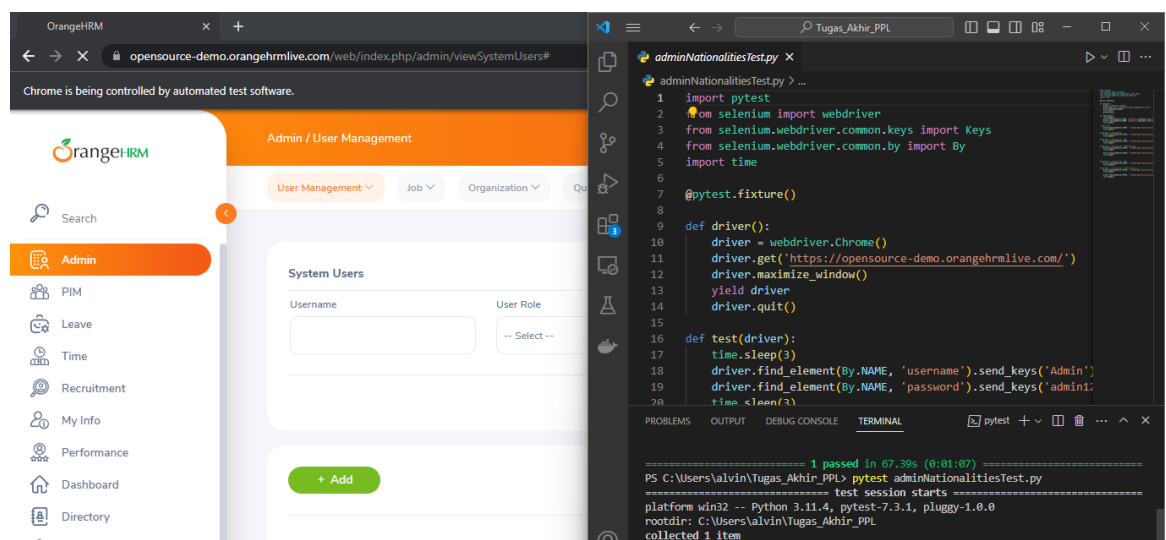 OrangeHRM
opensource-demo.orangehrmlive.com/web/index.php/admin/viewSystemUsers#
Chrome is being controlled by automated test software.
OrangeHRM
Search
Admin
PIM
Leave
Time
Recruitment
My Info
Performance
Dashboard
Directory
Admin / User Management
User Management
Job
Organization
Qu
System Users
Username
User Role
-- Select --
+ Add
Tugas_Akhir_PPL
adminNationalitiesTest.py
adminNationalitiesTest.py > ...
3
1 import pytest
2 from selenium import webdriver
3 from selenium.webdriver.common.keys import Keys
4 from selenium.webdriver.common.by import By
5 import time
6
7 @pytest.fixture()
8
9 def driver():
10 driver = webdriver.Chrome()
11 driver.get('https://opensource-demo.orangehrmlive.com/')
12 driver.maximize_window()
13 yield driver
14 driver.quit()
15
16 def test(driver):
17 time.sleep(3)
18 driver.find_element(By.NAME, 'username').send_keys('Admin')
19 driver.find_element(By.NAME, 'password').send_keys('admin12
20 time.sleep(3)
PROBLEMS OUTPUT DEBUG CONSOLE TERMINAL pytest
=========================== 1 passed in 67.39s (0:01:07) ===========================
PS C:\Users\alvin\Tugas_Akhir_PPL> pytest adminNationalitiesTest.py
=============================== test session starts ================================
platform win32 -- Python 3.11.4, pytest-7.3.1, pluggy-1.0.0
rootdir: C:\Users\alvin\Tugas_Akhir_PPL
collected 1 item